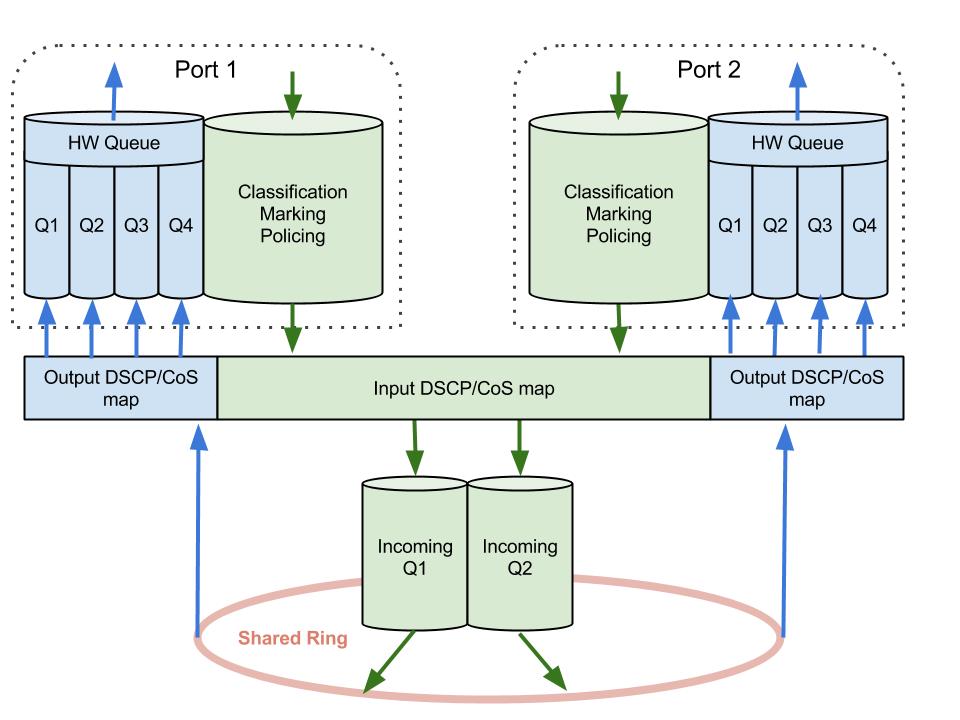 Port 1
Port 2
HW Queue
Q1
Q2
Q3
Q4
Classification
Marking
Policing
Classification
Marking
Policing
HW Queue
Q1
Q2
Q3
Q4
Output DSCP/CoS
map
Input DSCP/CoS map
Output DSCP/CoS
map
Incoming
Q1
Incoming
Q2
Shared Ring